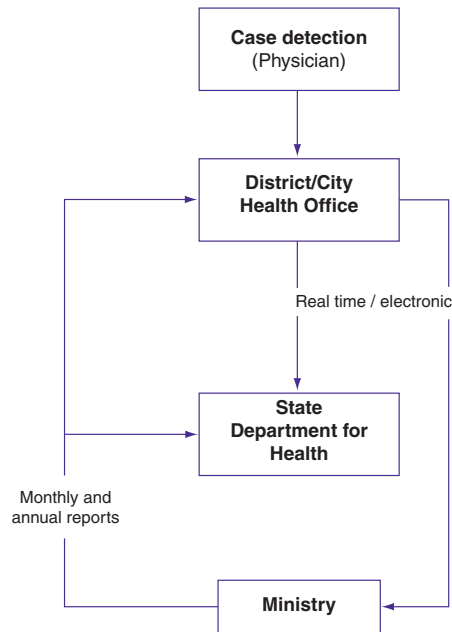 Case detection
(Physician)
District/City
Health Office
Real time / electronic
State
Department for
Health
Monthly and
annual reports
Ministry